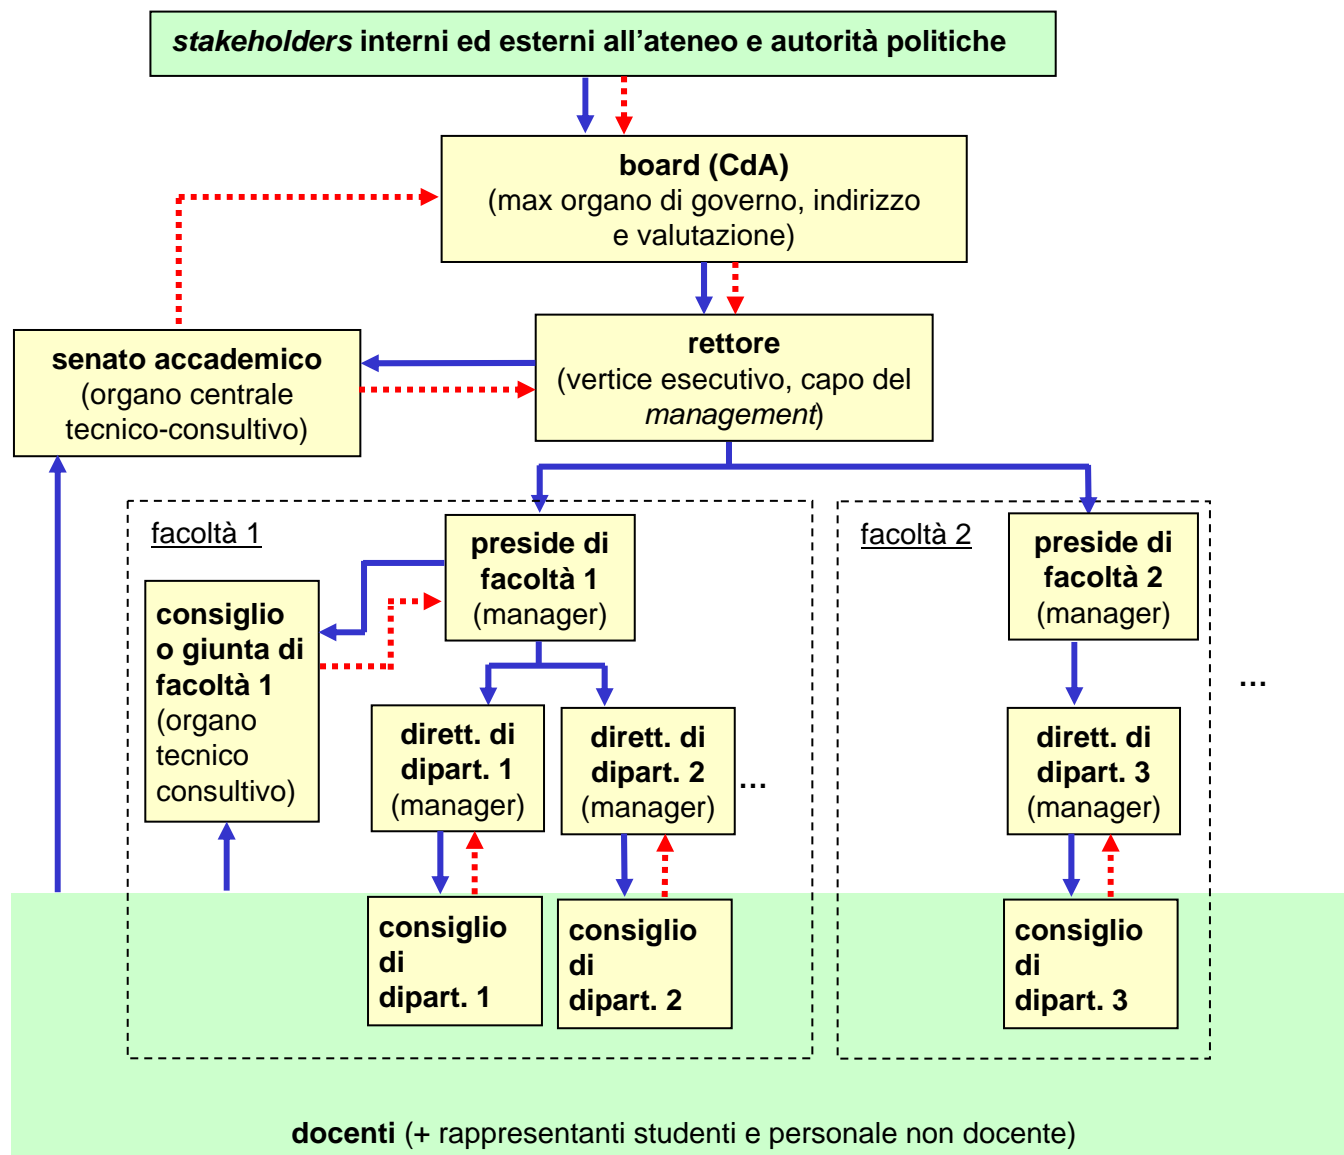 stakeholders interni ed esterni all'ateneo e autorità politiche
board (CdA)
(max organo di governo, indirizzo
e valutazione)
senato accademico
(organo centrale
tecnico-consultivo)
rettore
(vertice esecutivo, capo del
management)
facoltà 1
preside di
facoltà 1
(manager)
consiglio
o giunta di
facoltà 1
(organo
tecnico
consultivo)
dirett. di
dipart. 1
(manager)
dirett. di
dipart. 2
(manager)
...
consiglio
di
dipart. 1
consiglio
di
dipart. 2
facoltà 2
preside di
facoltà 2
(manager)
dirett. di
dipart. 3
(manager)
...
consiglio
di
dipart. 3
docenti (+ rappresentanti studenti e personale non docente)